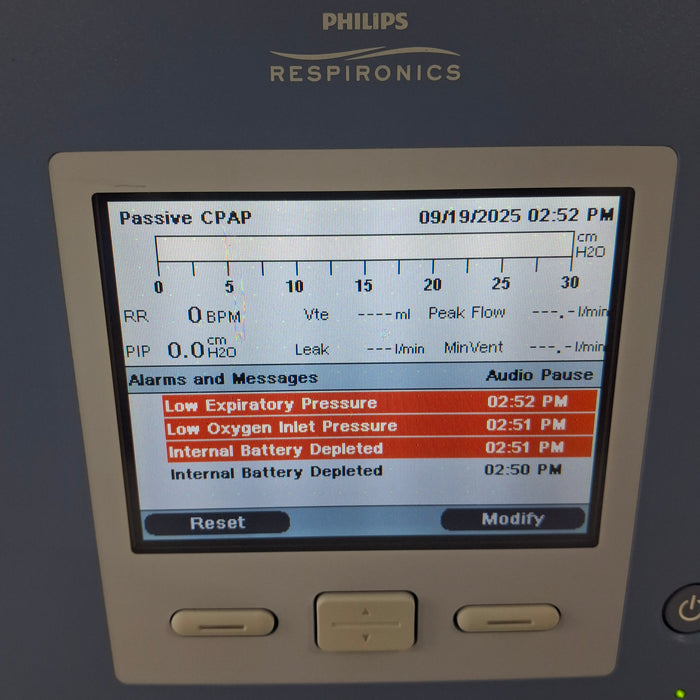 PHILIPS
RESPIRONICS
Passive CPAP 09/19/2025 02:52 PM
cm
H2O
0 5 10 15 20 25 30
RR 0 BPM Vte ---- ml Peak Flow ---.- l/min
PIP 0.0 cm H2O Leak --- l/min MinVent ---.- l/min
Alarms and Messages Audio Pause
Low Expiratory Pressure 02:52 PM
Low Oxygen Inlet Pressure 02:51 PM
Internal Battery Depleted 02:51 PM
Internal Battery Depleted 02:50 PM
Reset Modify